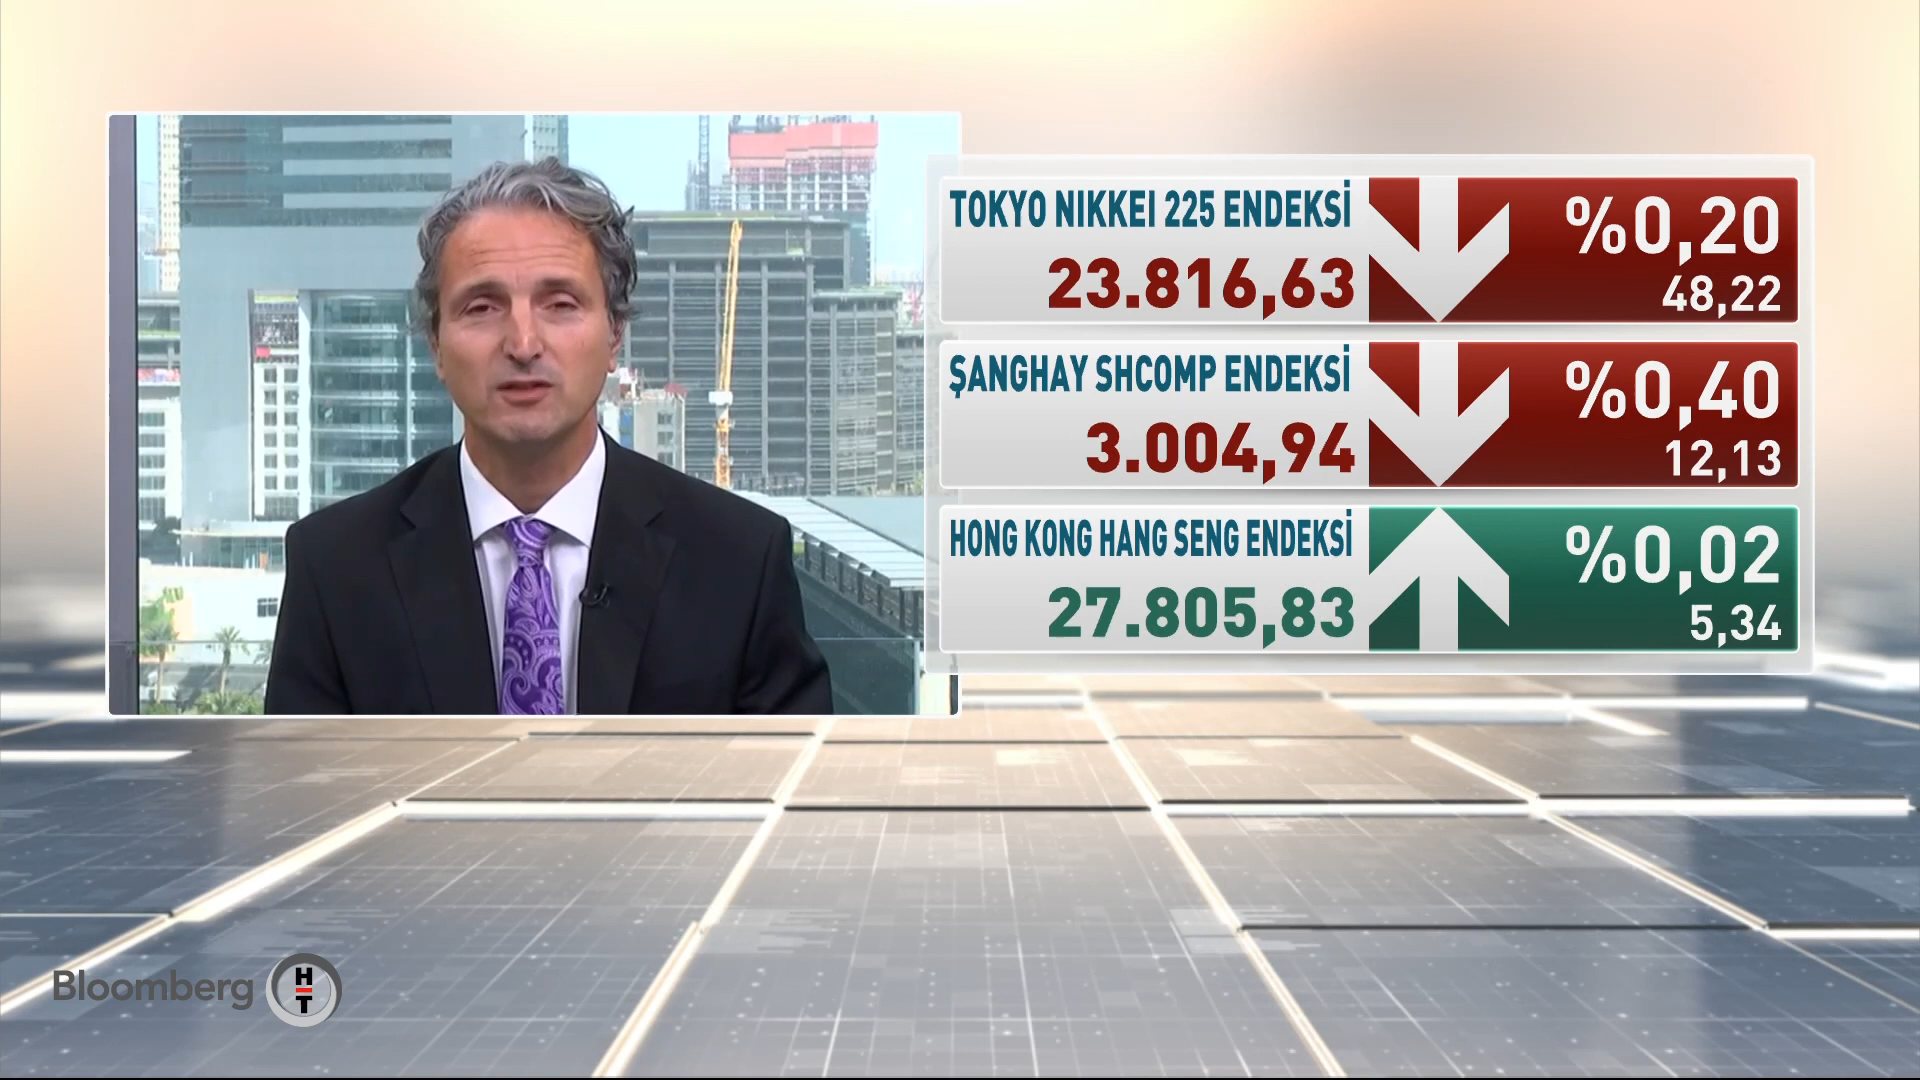 TOKYO NIKKEI 225 ENDEKSİ
23.816,63
%0,20
48,22
ŞANGHAY SHCOMP ENDEKSİ
3.004,94
%0,40
12,13
HONG KONG HANG SENG ENDEKSİ
27.805,83
%0,02
5,34
Bloomberg HT